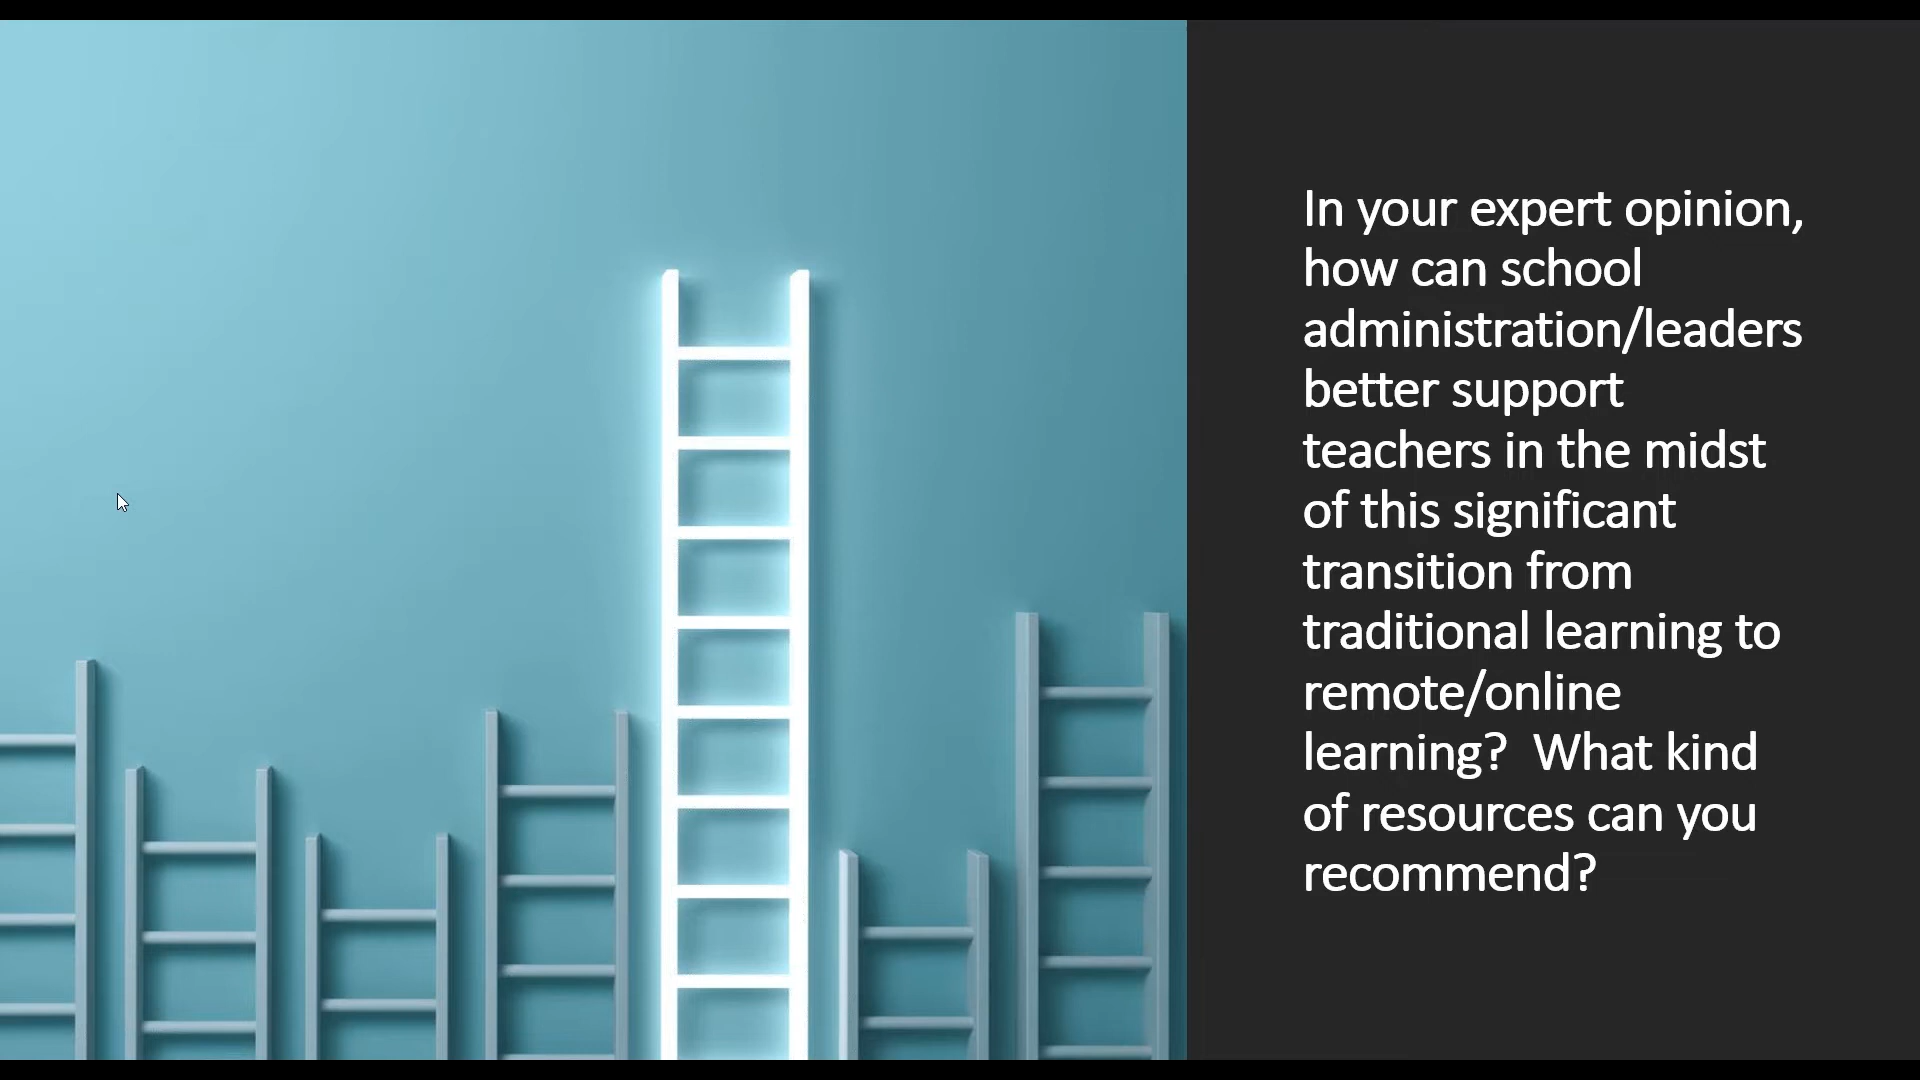 In your expert opinion,
how can school
administration/leaders
better support
teachers in the midst
of this significant
transition from
traditional learning to
remote/online
learning?  What kind
of resources can you
recommend?